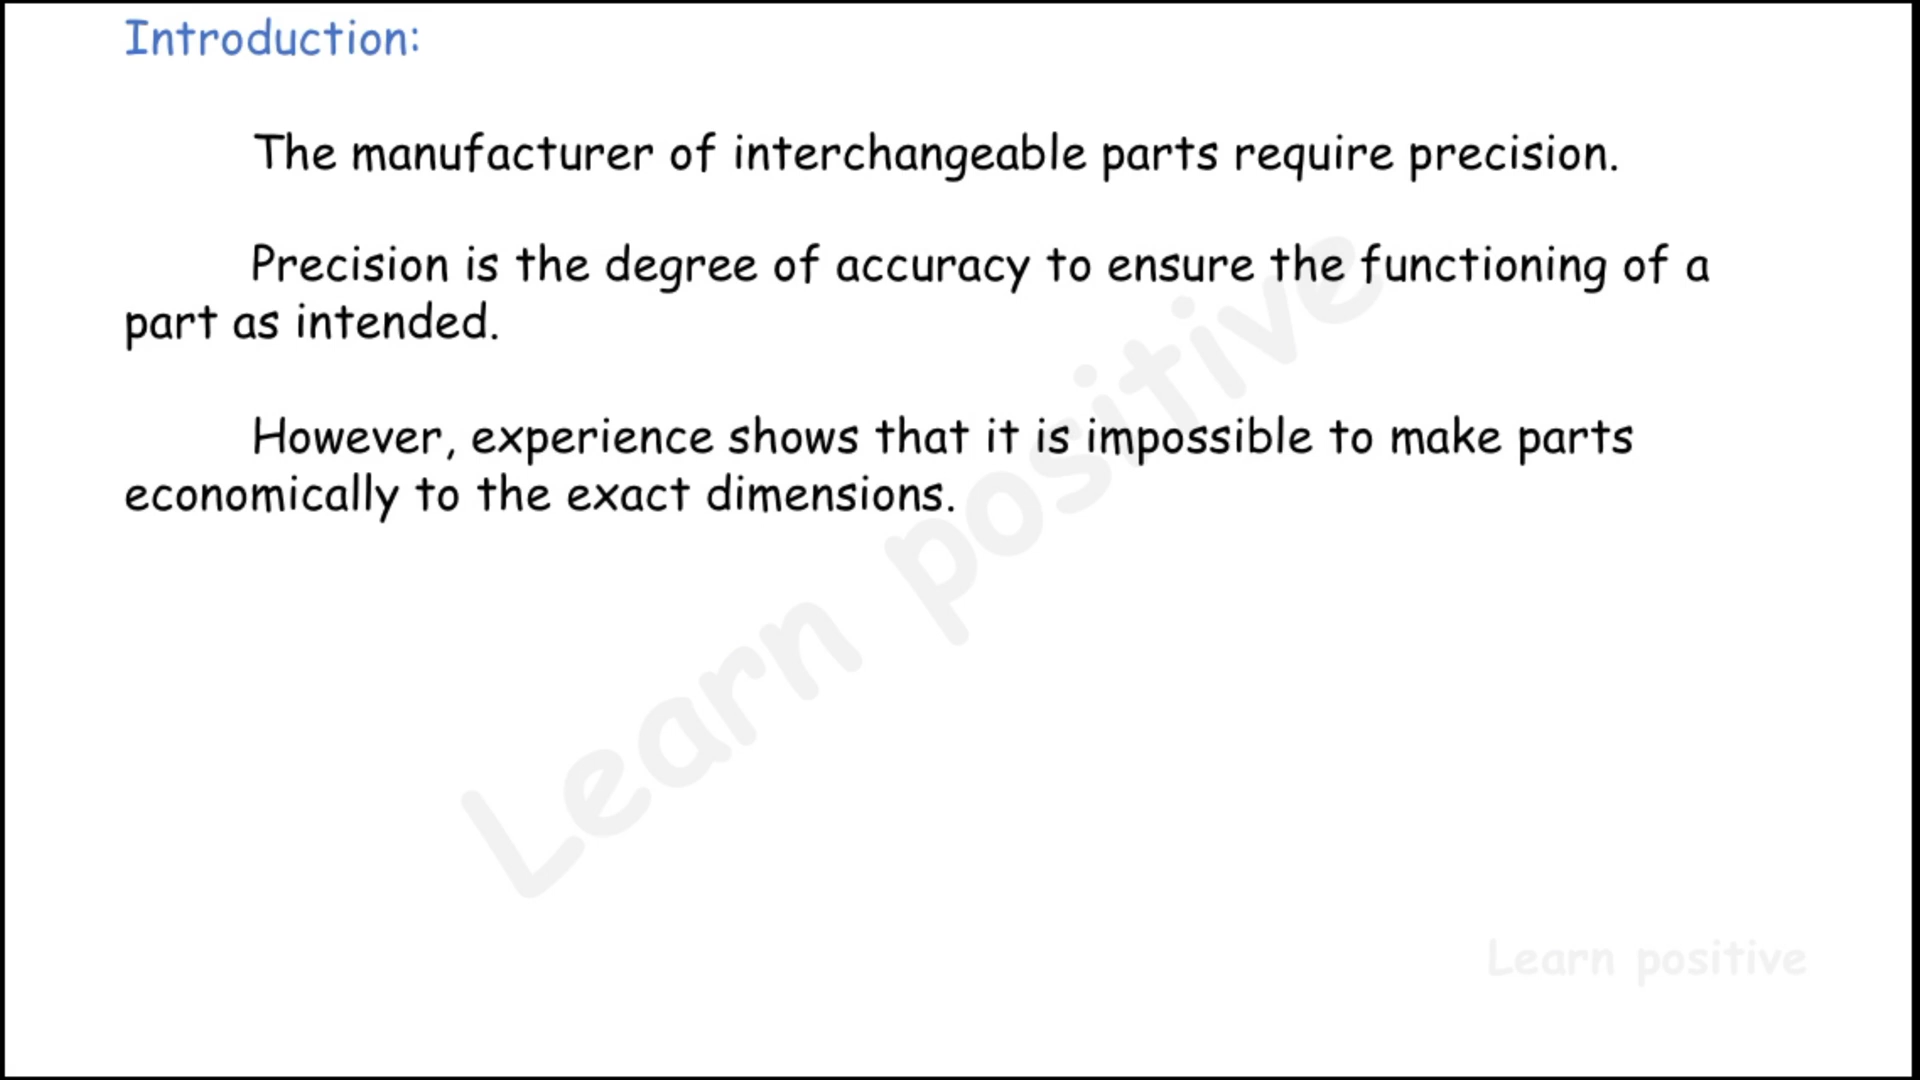 Introduction:
The manufacturer of interchangeable parts require precision.
Precision is the degree of accuracy to ensure the functioning of a
part as intended.
However, experience shows that it is impossible to make parts
economically to the exact dimensions.
Learn positive
Learn positive